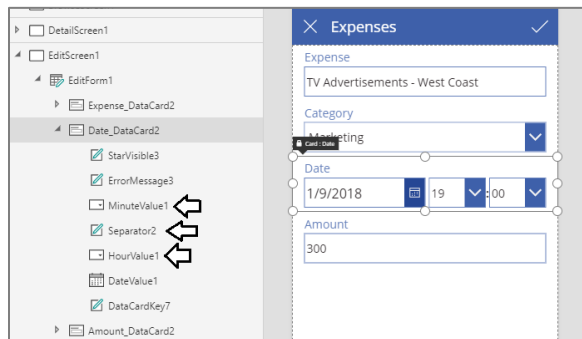 DetailScreen1
EditScreen1
EditForm1
Expense_DataCard2
Date_DataCard2
StarVisible3
ErrorMessage3
MinuteValue1
Separator2
HourValue1
DateValue1
DataCardKey7
Amount_DataCard2
Expenses
Expense
TV Advertisements - West Coast
Category
Marketing
Card : Date
Date
1/9/2018 19 : 00
Amount
300